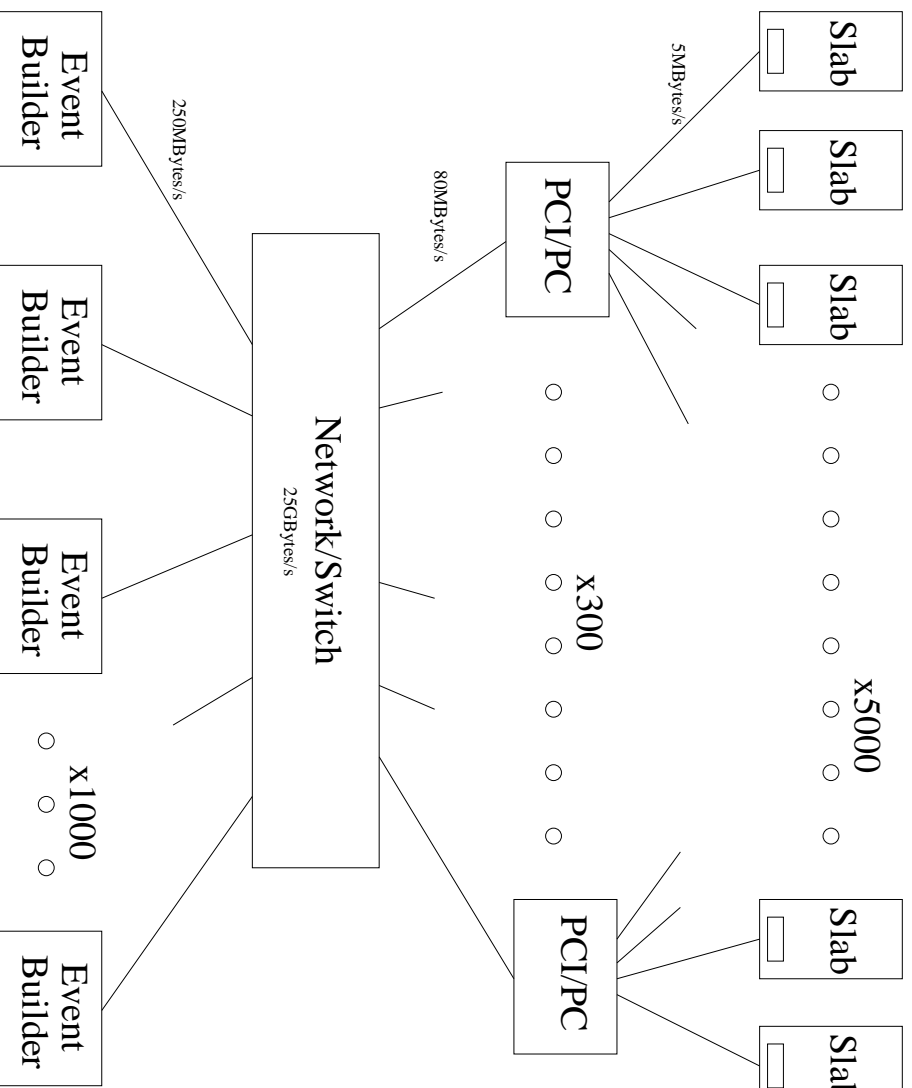 x5000
Slab
Slab
Slab
Slab
Slab
5MBytes/s
x300
PCI/PC
PCI/PC
80MBytes/s
Network/Switch
25GBytes/s
250MBytes/s
x1000
Event
Builder
Event
Builder
Event
Builder
Event
Builder